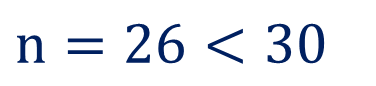 n = 26 < 30